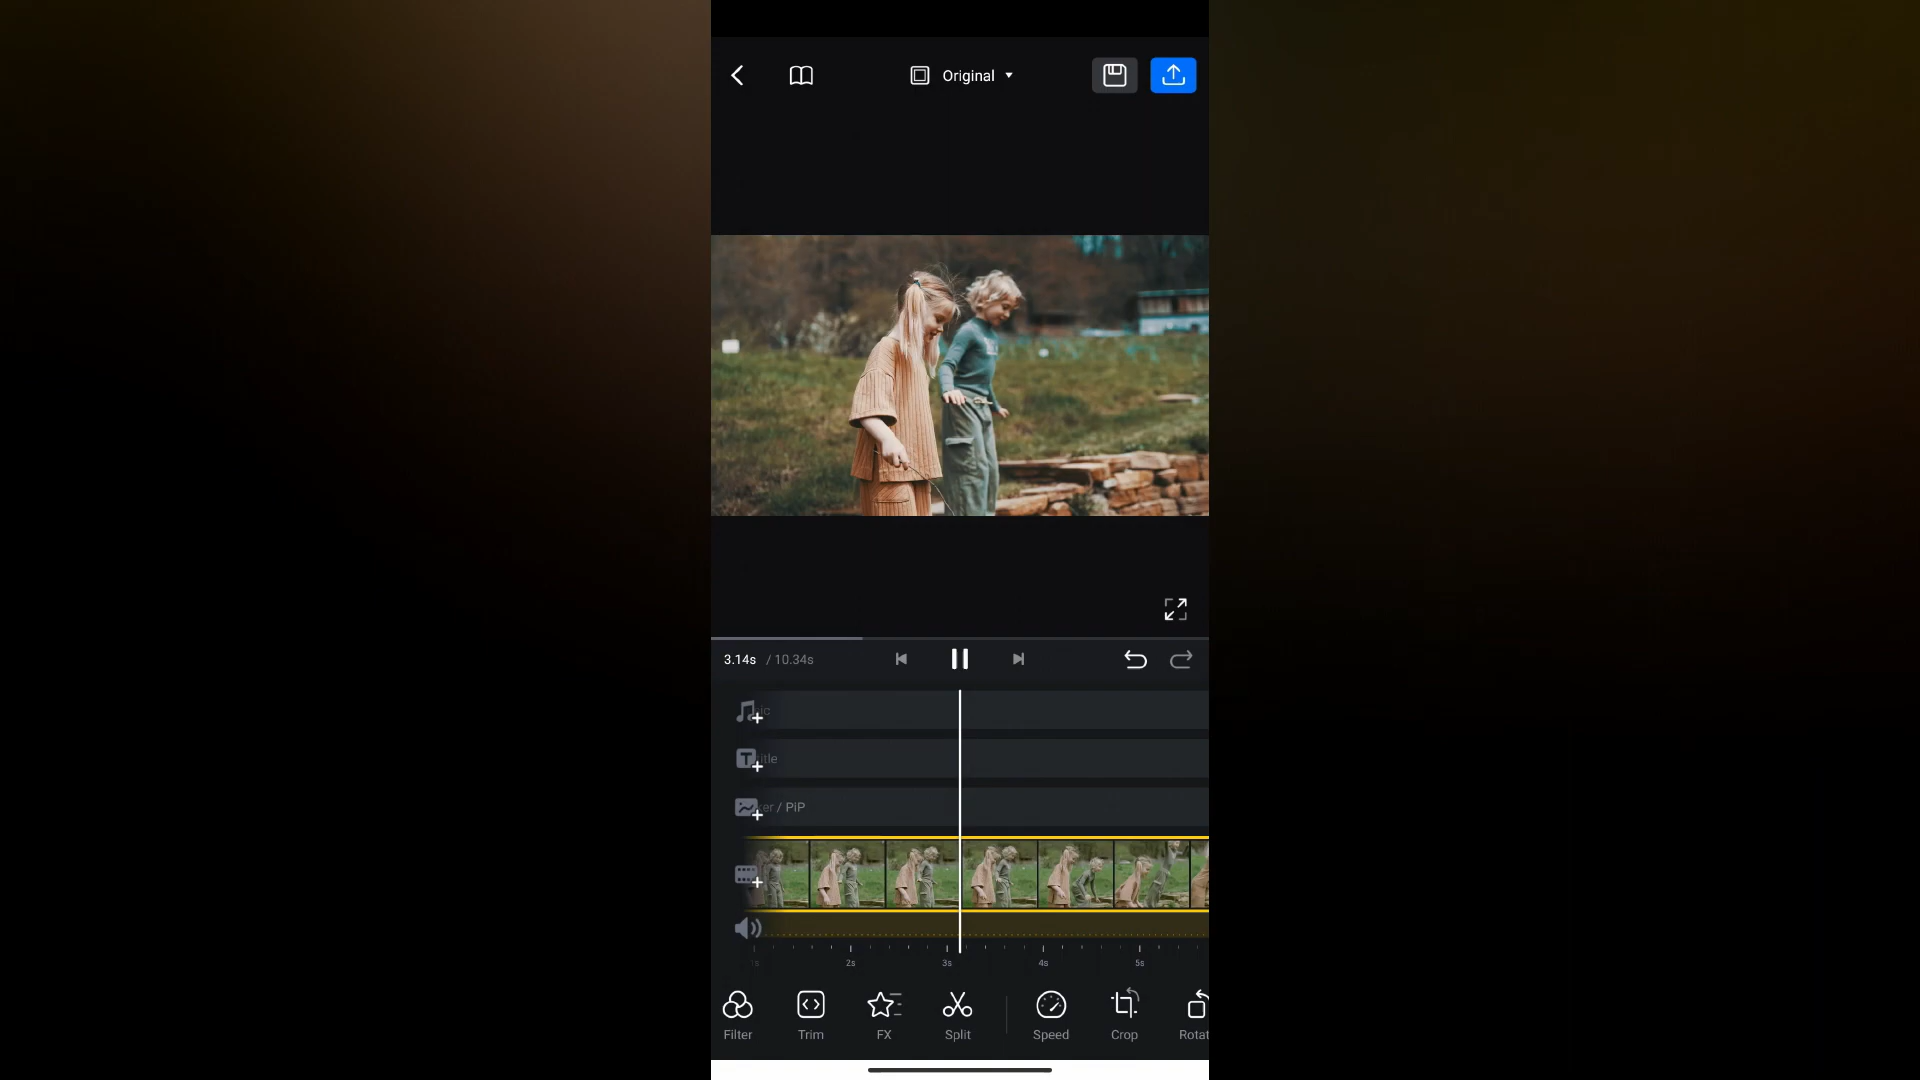 Original
3.14s / 10.34s
ic
itle
ker / PIP
2s 3s 4s 5s
Filter Trim FX Split Speed Crop Rotat